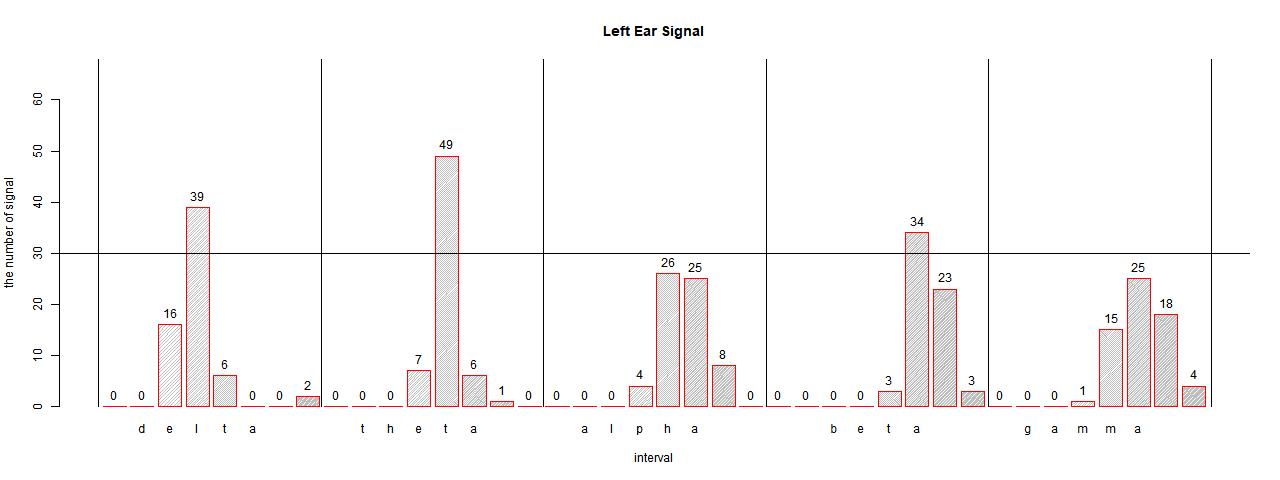 Left Ear Signal
the number of signal
60
50
40
30
20
10
0
0 0 16 39 6 0 0 2 0 0 0 7 49 6 1 0 0 0 0 4 26 25 8 0 0 0 0 0 3 34 23 3 0 0 0 1 15 25 18 4
d e l t a t h e t a a l p h a b e t a g a m m a
interval